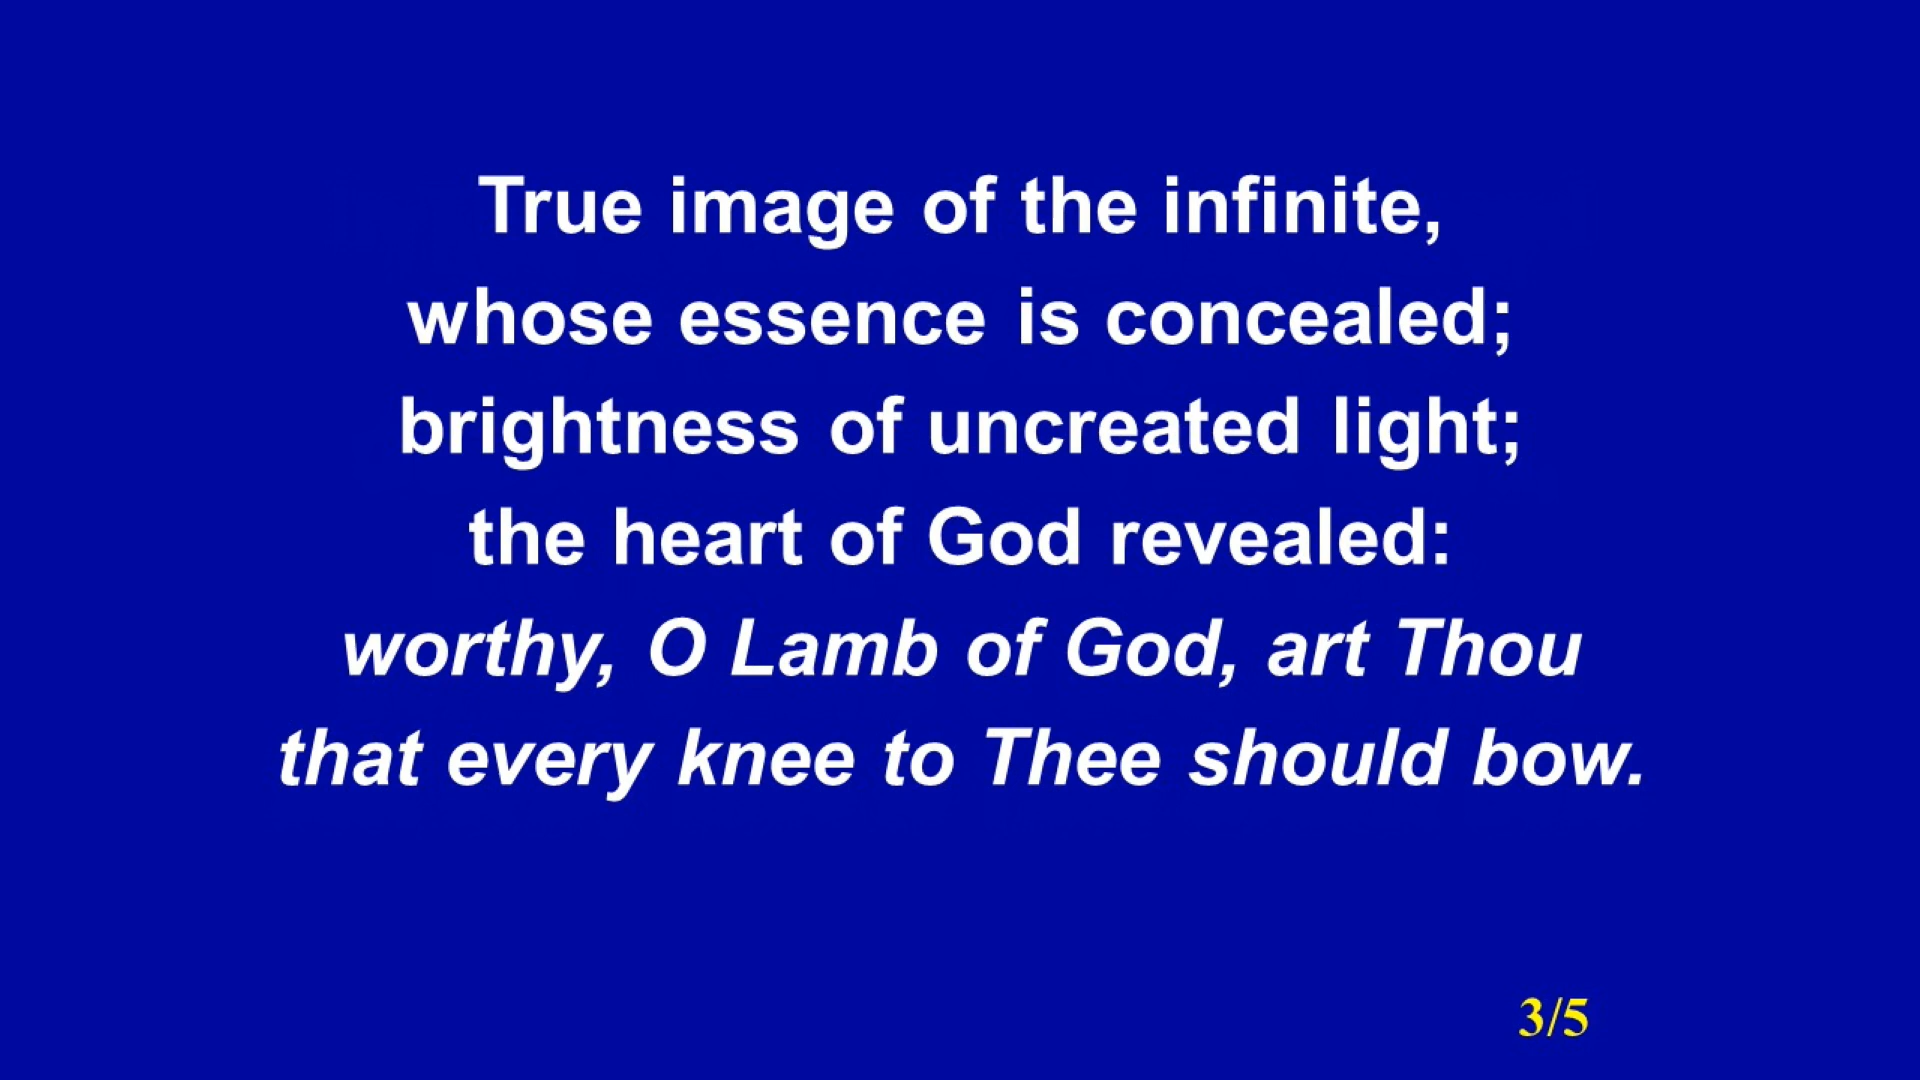 True image of the infinite,
whose essence is concealed;
brightness of uncreated light;
the heart of God revealed:
worthy, O Lamb of God, art Thou
that every knee to Thee should bow.
3/5